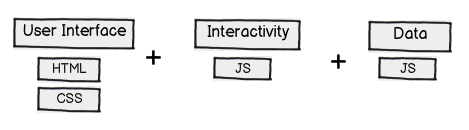 User Interface + Interactivity + Data
HTML JS JS
CSS